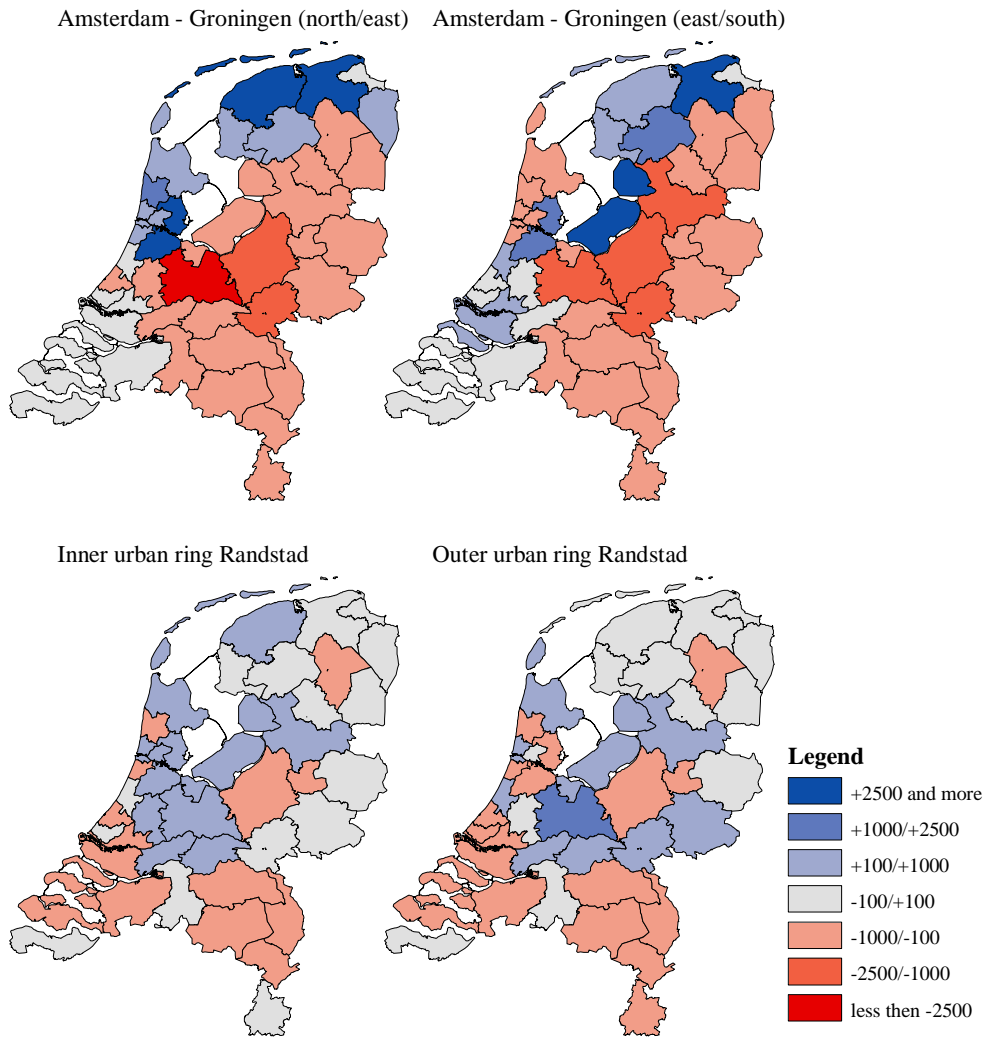 Amsterdam - Groningen (north/east)
Amsterdam - Groningen (east/south)
Inner urban ring Randstad
Outer urban ring Randstad
Legend
+2500 and more
+1000/+2500
+100/+1000
-100/+100
-1000/-100
-2500/-1000
less then -2500